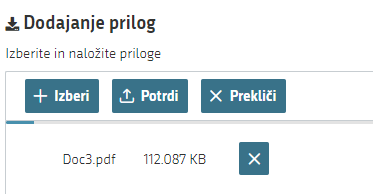 Dodajanje prilog
Izberite in naložite priloge
Izberi Potrdi Prekliči
Doc3.pdf 112.087 KB